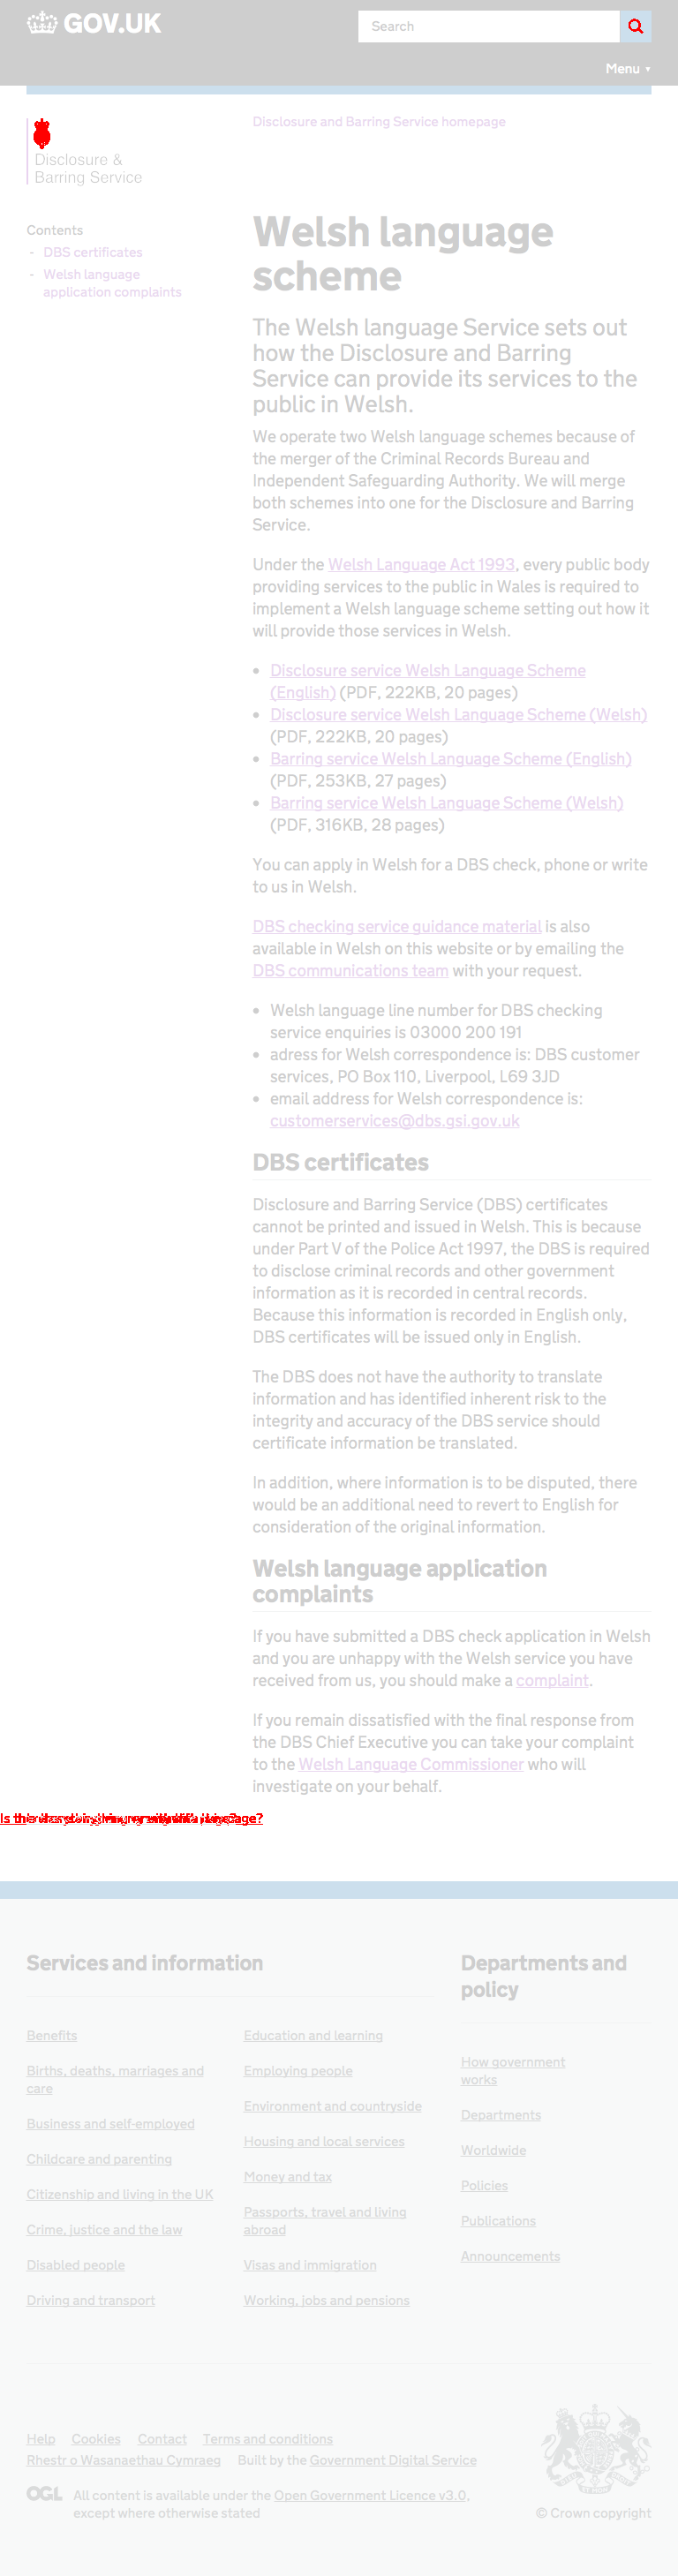 GOV.UK
Search
Menu ▼
Disclosure and Barring Service homepage
Disclosure &
Barring Service
Contents
- DBS certificates
- Welsh language
application complaints
Welsh language
scheme
The Welsh language Service sets out
how the Disclosure and Barring
Service can provide its services to the
public in Welsh.
We operate two Welsh language schemes because of
the merger of the Criminal Records Bureau and
Independent Safeguarding Authority. We will merge
both schemes into one for the Disclosure and Barring
Service.
Under the Welsh Language Act 1993, every public body
providing services to the public in Wales is required to
implement a Welsh language scheme setting out how it
will provide those services in Welsh.
• Disclosure service Welsh Language Scheme
(English) (PDF, 222KB, 20 pages)
• Disclosure service Welsh Language Scheme (Welsh)
(PDF, 222KB, 20 pages)
• Barring service Welsh Language Scheme (English)
(PDF, 253KB, 27 pages)
• Barring service Welsh Language Scheme (Welsh)
(PDF, 316KB, 28 pages)
You can apply in Welsh for a DBS check, phone or write
to us in Welsh.
DBS checking service guidance material is also
available in Welsh on this website or by emailing the
DBS communications team with your request.
• Welsh language line number for DBS checking
service enquiries is 03000 200 191
• adress for Welsh correspondence is: DBS customer
services, PO Box 110, Liverpool, L69 3JD
• email address for Welsh correspondence is:
customerservices@dbs.gsi.gov.uk
DBS certificates
Disclosure and Barring Service (DBS) certificates
cannot be printed and issued in Welsh. This is because
under Part V of the Police Act 1997, the DBS is required
to disclose criminal records and other government
information as it is recorded in central records.
Because this information is recorded in English only,
DBS certificates will be issued only in English.
The DBS does not have the authority to translate
information and has identified inherent risk to the
integrity and accuracy of the DBS service should
certificate information be translated.
In addition, where information is to be disputed, there
would be an additional need to revert to English for
consideration of the original information.
Welsh language application
complaints
If you have submitted a DBS check application in Welsh
and you are unhappy with the Welsh service you have
received from us, you should make a complaint.
If you remain dissatisfied with the final response from
the DBS Chief Executive you can take your complaint
to the Welsh Language Commissioner who will
investigate on your behalf.
Services and information
Departments and
policy
Benefits
Births, deaths, marriages and
care
Business and self-employed
Childcare and parenting
Citizenship and living in the UK
Crime, justice and the law
Disabled people
Driving and transport
Education and learning
Employing people
Environment and countryside
Housing and local services
Money and tax
Passports, travel and living
abroad
Visas and immigration
Working, jobs and pensions
How government
works
Departments
Worldwide
Policies
Publications
Announcements
Help Cookies Contact Terms and conditions
Rhestr o Wasanaethau Cymraeg Built by the Government Digital Service
OGL All content is available under the Open Government Licence v3.0,
except where otherwise stated
© Crown copyright